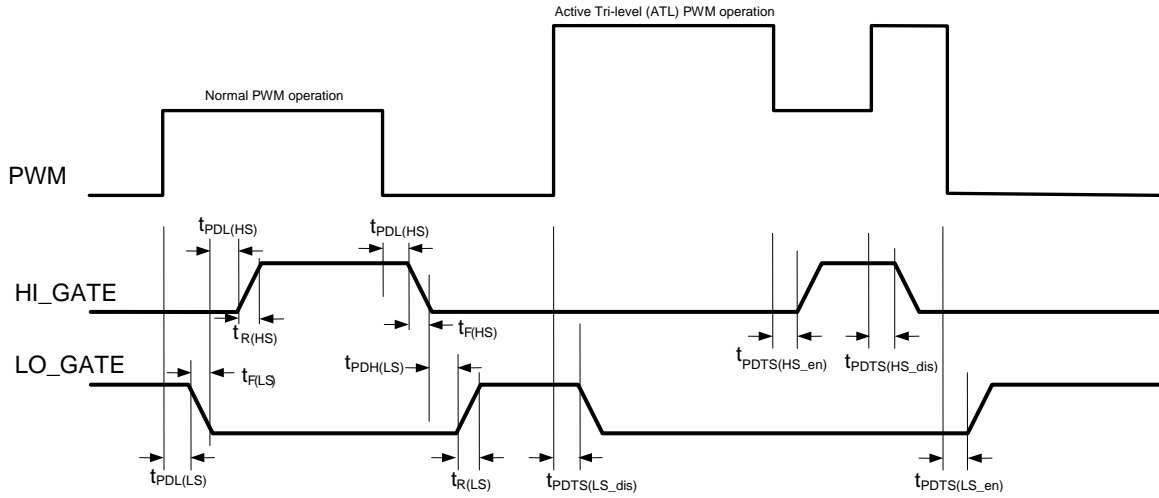 Active Tri-level (ATL) PWM operation
Normal PWM operation
PWM
tPDL(HS)
tPDL(HS)
HI_GATE
tR(HS)
tF(HS)
tPDTS(HS_en)
tPDTS(HS_dis)
LO_GATE
tF(LS)
tPDH(LS)
tPDL(LS)
tR(LS)
tPDTS(LS_dis)
tPDTS(LS_en)